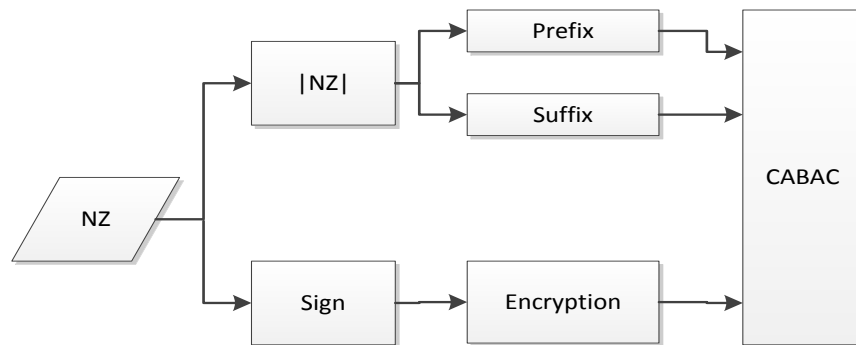 Prefix
|NZ|
Suffix
CABAC
NZ
Sign
Encryption